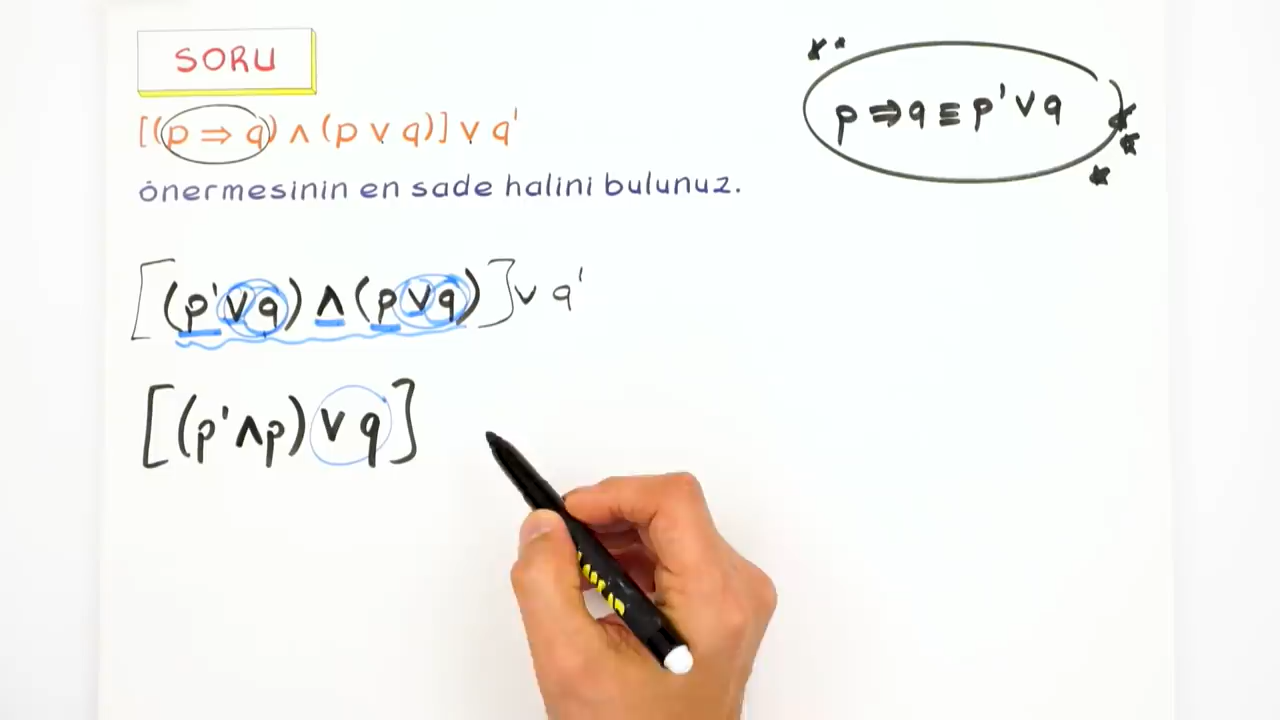 SORU
[(p ⇒ q) ∧ (p ∨ q)] ∨ q'
önermesinin en sade halini bulunuz.
p ⇒ q ≡ p' ∨ q
[(p' ∨ q) ∧ (p ∨ q)] ∨ q'
[(p' ∧ p) ∨ q]